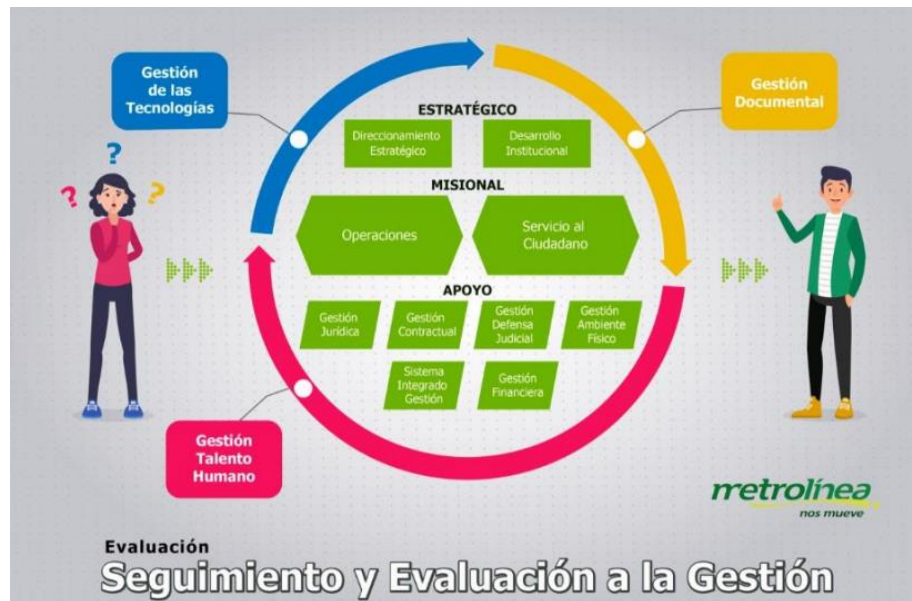 Gestión
de las
Tecnologías
Gestión
Documental
ESTRATÉGICO
Direccionamiento
Estratégico
Desarrollo
Institucional
?
?
?
MISIONAL
Operaciones
Servicio al
Ciudadano
APOYO
Gestión
Jurídica
Gestión
Contractual
Gestión
Defensa
Judicial
Gestión
Ambiente
Físico
Sistema
Integrado
Gestión
Gestión
Financiera
Gestión
Talento
Humano
metrolínea
nos mueve
Evaluación
Seguimiento y Evaluación a la Gestión